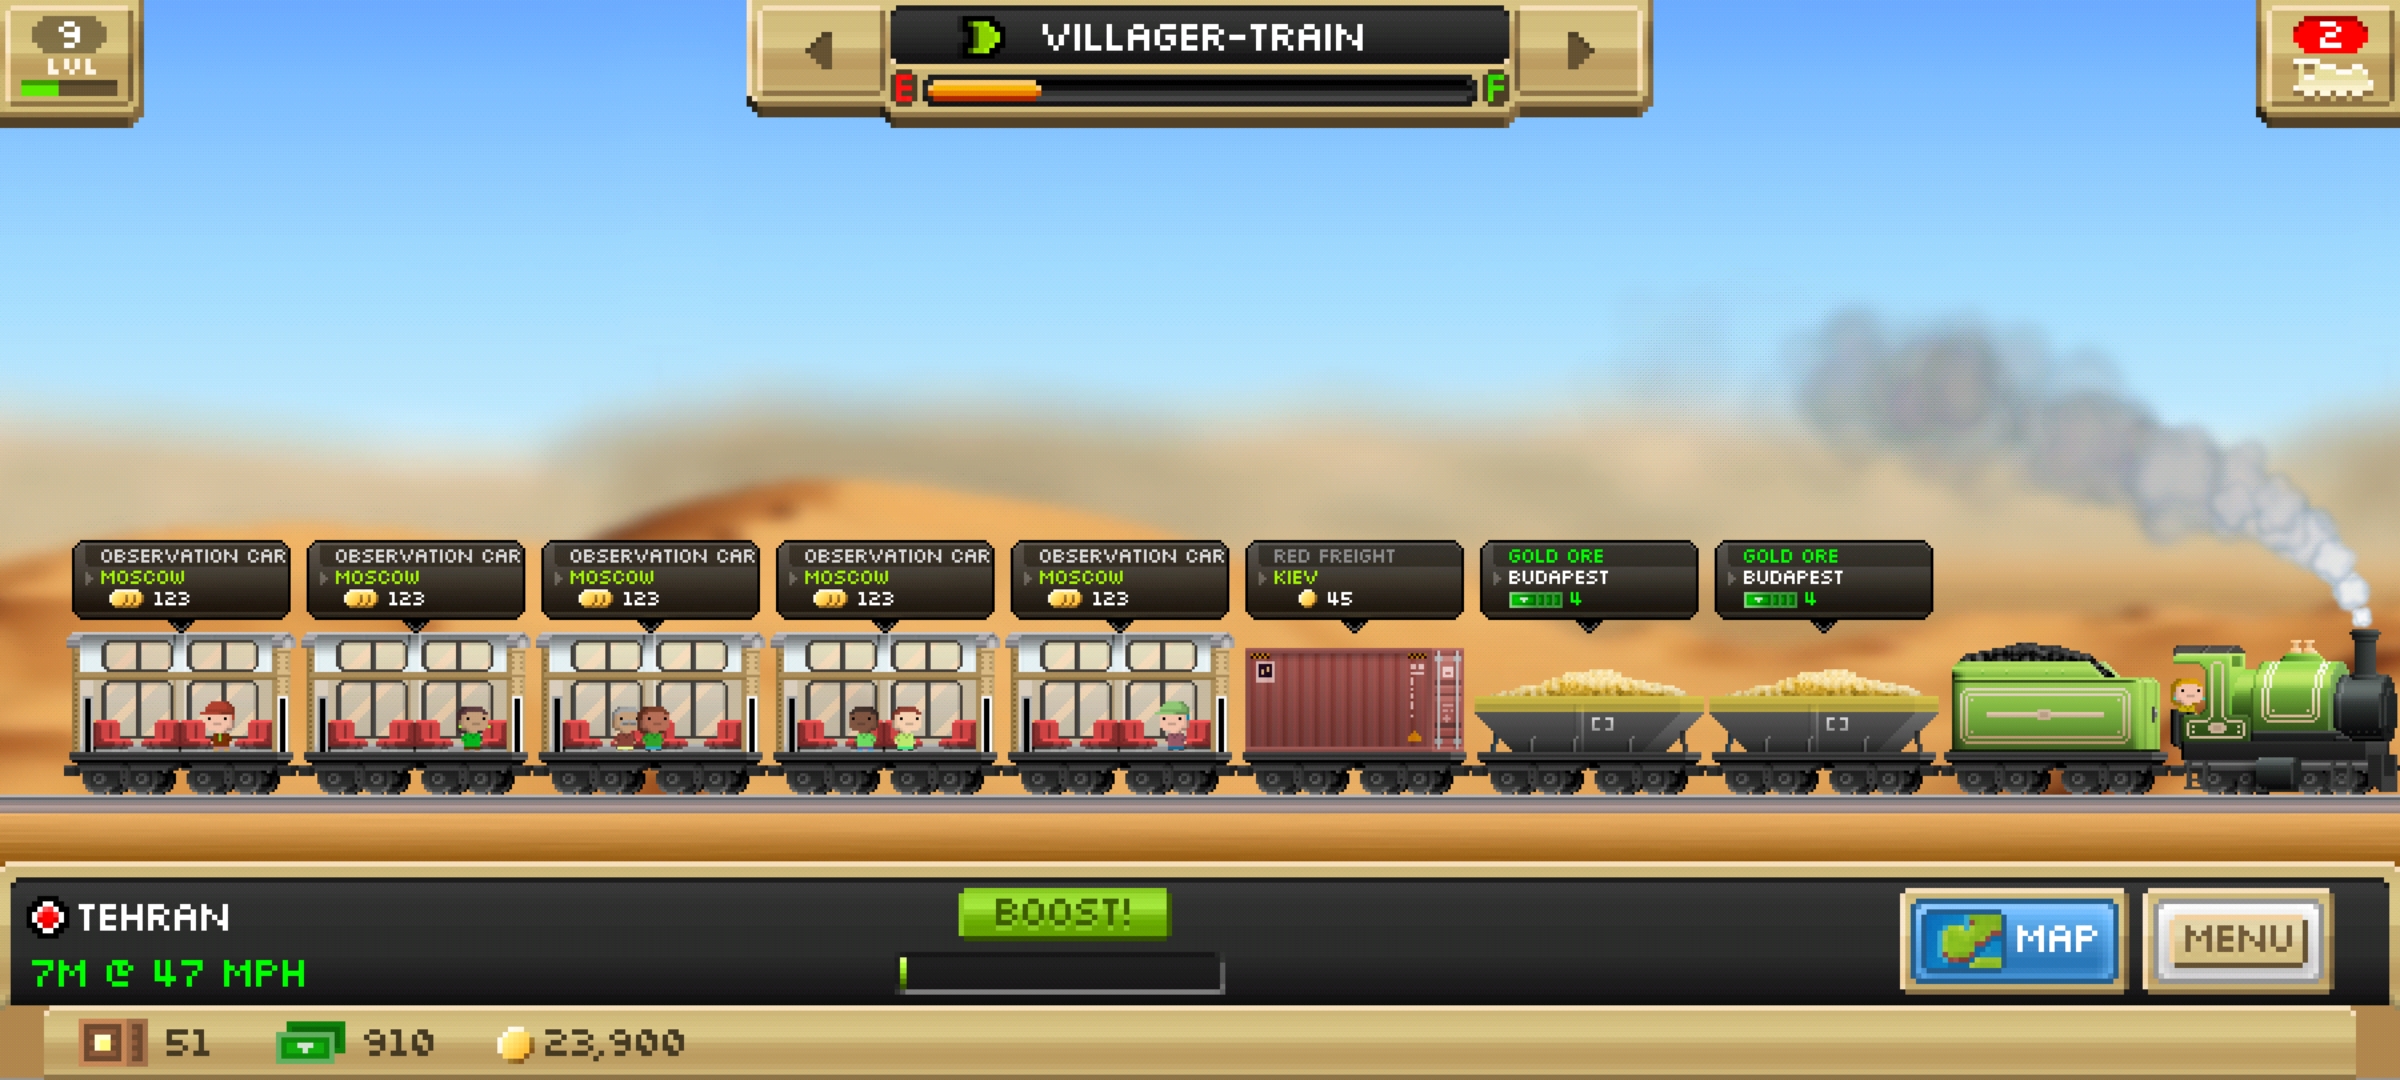 9
LVL
VILLAGER-TRAIN
E F
2
OBSERVATION CAR
MOSCOW
123
OBSERVATION CAR
MOSCOW
123
OBSERVATION CAR
MOSCOW
123
OBSERVATION CAR
MOSCOW
123
OBSERVATION CAR
MOSCOW
123
RED FREIGHT
KIEV
45
GOLD ORE
BUDAPEST
4
GOLD ORE
BUDAPEST
4
TEHRAN
7M @ 47 MPH
BOOST!
MAP
MENU
51
910
23,900